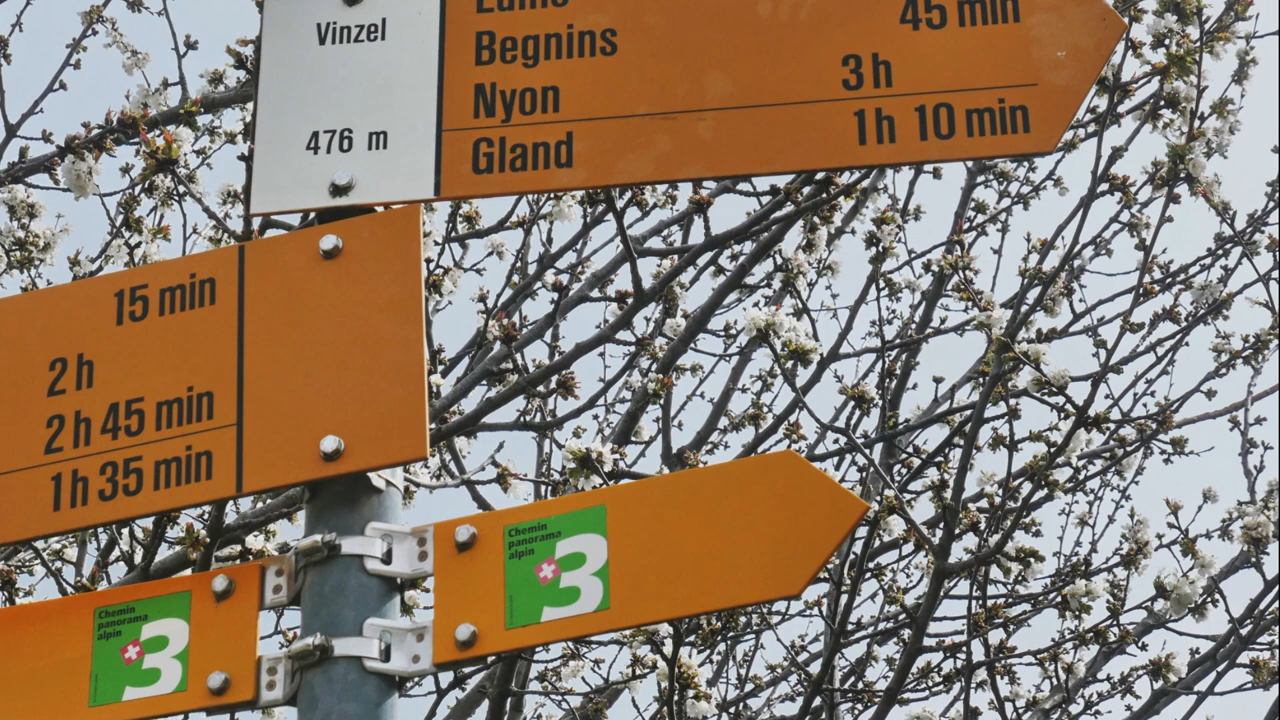 Vinzel
476 m
Begnins
45 min
Nyon
3 h
Gland
1 h 10 min
15 min
2 h
2 h 45 min
1 h 35 min
Chemin
panorama
alpin
3
Chemin
panorama
alpin
3